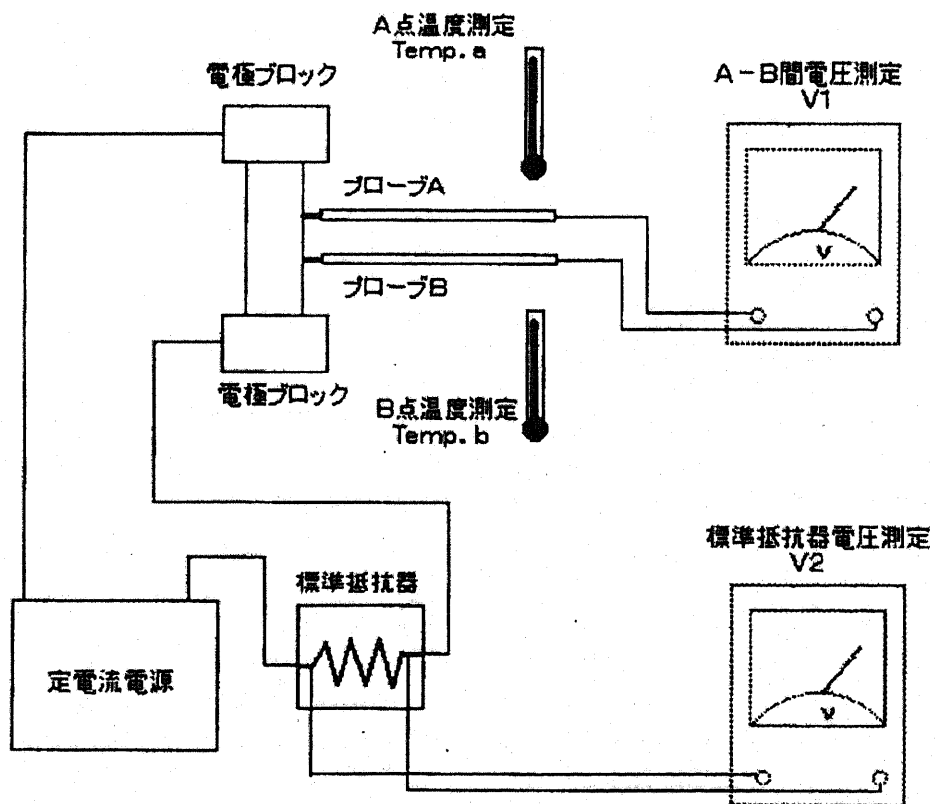 A点温度測定
Temp.a
電極ブロック
A-B間電圧測定
V1
プローブA
V
プローブB
電極ブロック
B点温度測定
Temp.b
標準抵抗器電圧測定
V2
標準抵抗器
定電流電源
V